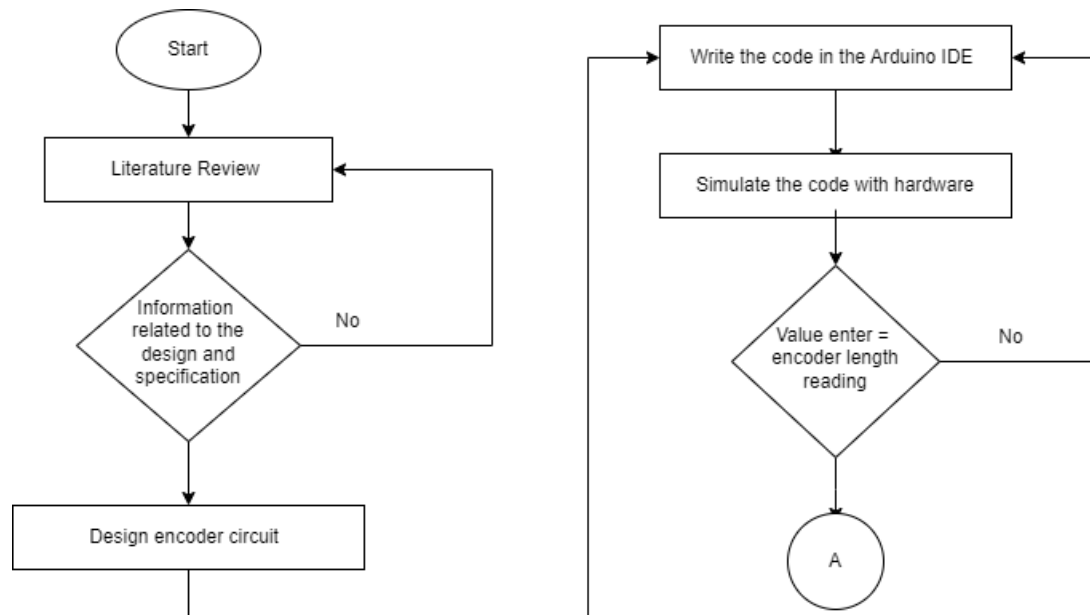 Start
Literature Review
Information
related to the
design and
specification
No
Design encoder circuit
Write the code in the Arduino IDE
Simulate the code with hardware
Value enter =
encoder length
reading
No
A